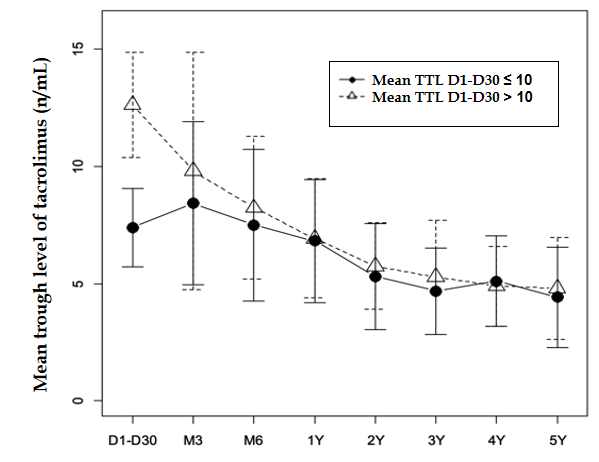 Mean trough level of tacrolimus (n/mL)
15
10
5
0
Mean TTL D1-D30 ≤ 10
Mean TTL D1-D30 > 10
D1-D30 M3 M6 1Y 2Y 3Y 4Y 5Y